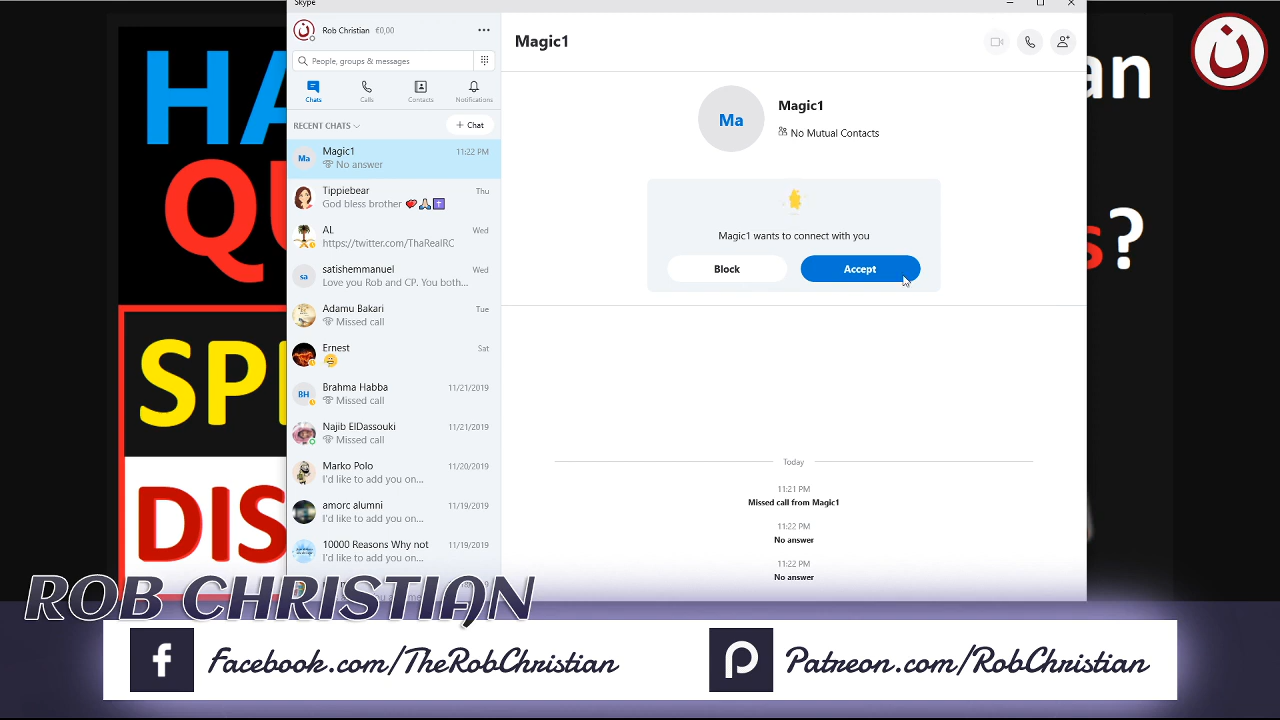 Skype
Rob Christian €0,00
People, groups & messages
Chats
Calls
Contacts
Notifications
RECENT CHATS
+ Chat
Ma
Magic1
11:22 PM
No answer
Tippiebear
Thu
God bless brother ❤️🙏🏻✝️
AL
Wed
https://twitter.com/ThaRealRC
sa
satishemmanuel
Wed
Love you Rob and CP. You both...
Adamu Bakari
Tue
Missed call
Ernest
Sat
BH
Brahma Habba
11/21/2019
Missed call
Najib ElDassouki
11/21/2019
Missed call
Marko Polo
11/20/2019
I'd like to add you on...
amorc alumni
11/19/2019
I'd like to add you on...
10000 Reasons Why not
11/19/2019
I'd like to add you on...
Magic1
Ma
Magic1
No Mutual Contacts
Magic1 wants to connect with you
Block
Accept
Today
11:21 PM
Missed call from Magic1
11:22 PM
No answer
11:22 PM
No answer
HA
QU
SP
DIS
an
s?
ن
ROB CHRISTIAN
Facebook.com/TheRobChristian
Patreon.com/RobChristian